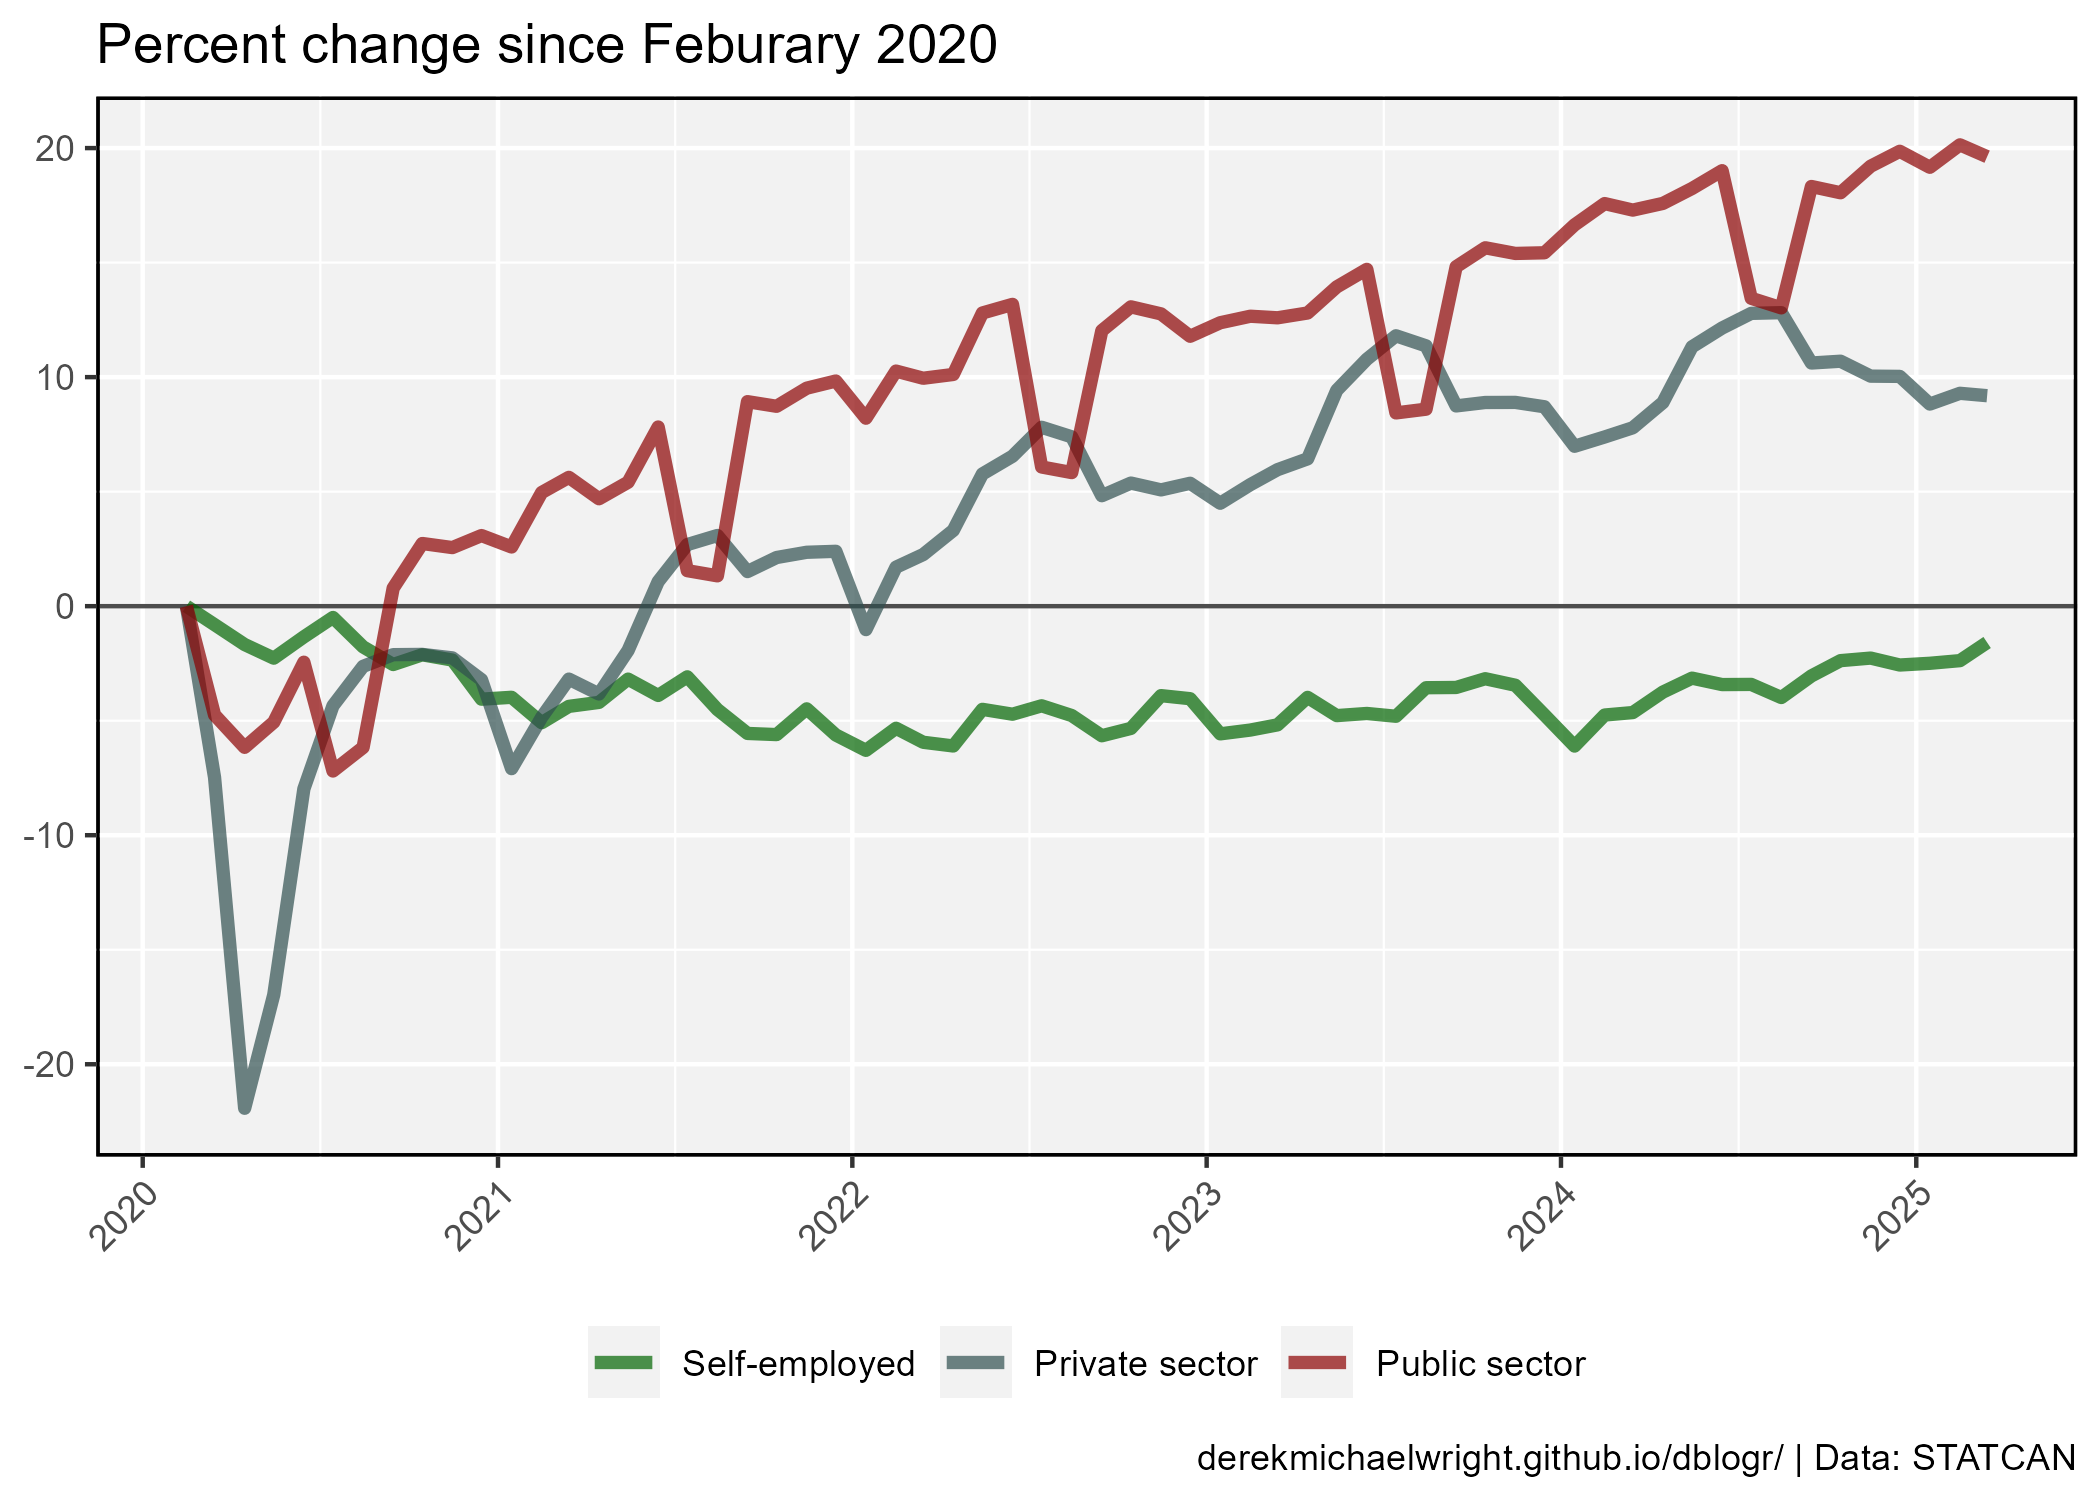 Percent change since Feburary 2020
20
10
0
-10
-20
2020
2021
2022
2023
2024
2025
Self-employed
Private sector
Public sector
derekmichaelwright.github.io/dblogr/ | Data: STATCAN